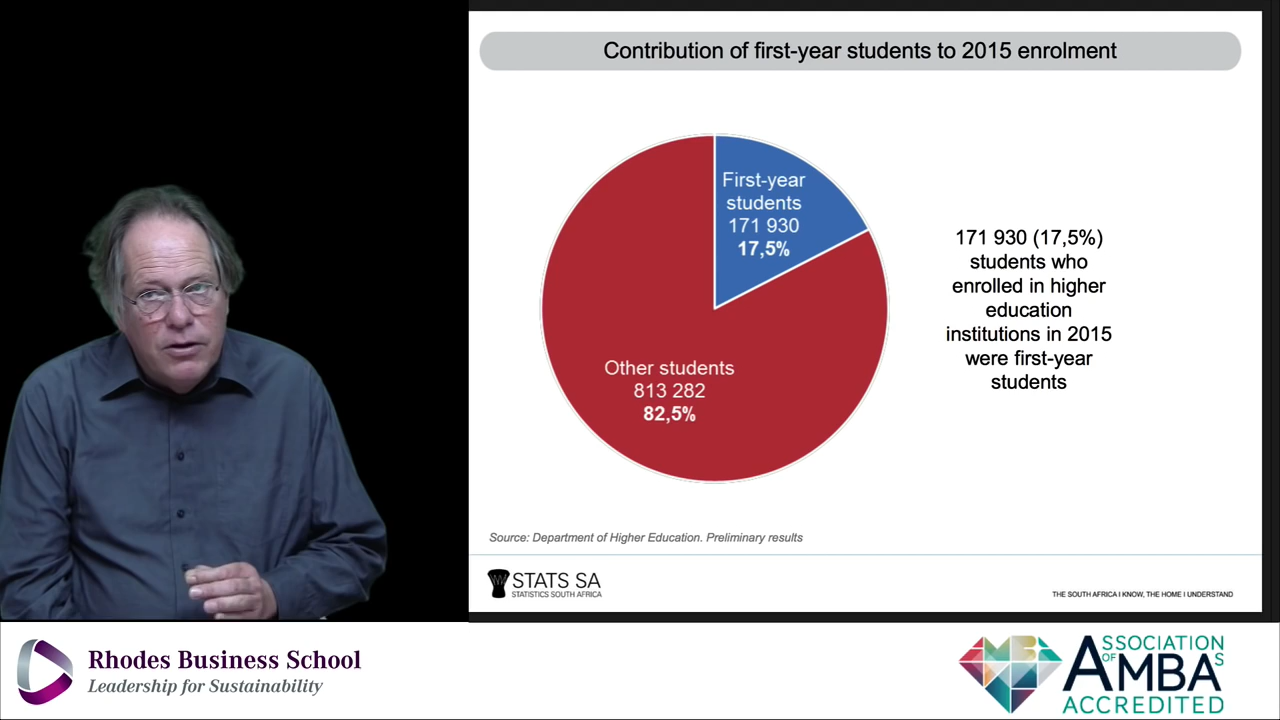 Contribution of first-year students to 2015 enrolment
First-year
students
171 930
17,5%
Other students
813 282
82,5%
171 930 (17,5%)
students who
enrolled in higher
education
institutions in 2015
were first-year
students
Source: Department of Higher Education. Preliminary results
STATS SA
STATISTICS SOUTH AFRICA
THE SOUTH AFRICA I KNOW, THE HOME I UNDERSTAND
Rhodes Business School
Leadership for Sustainability
MBA
ASSOCIATION
OF
AMBAS
ACCREDITED